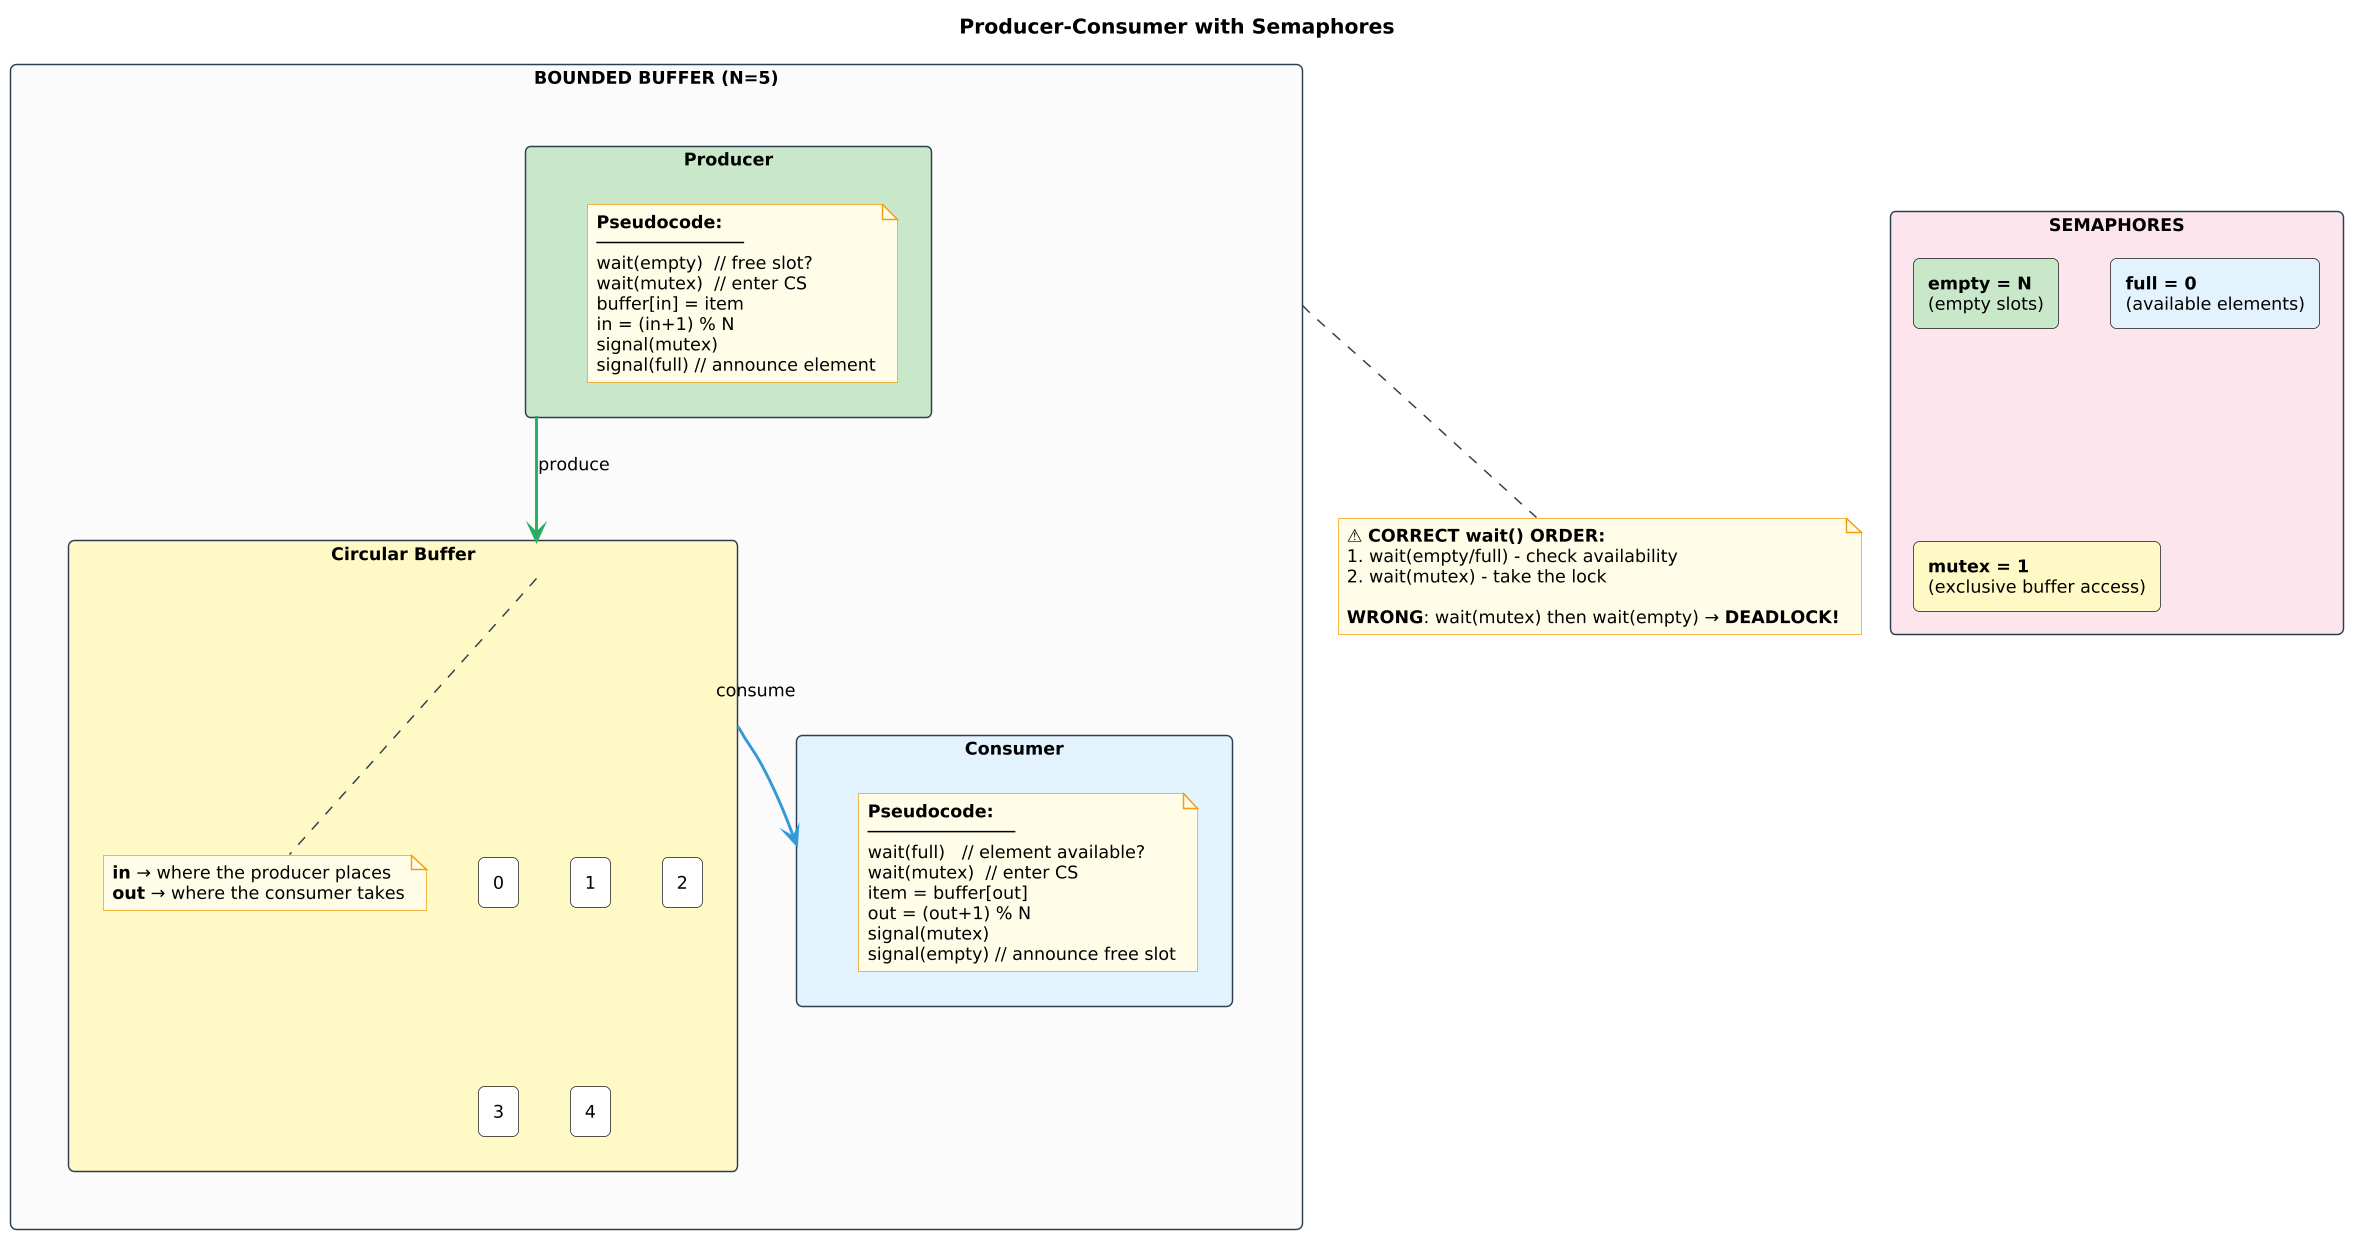 Producer-Consumer with Semaphores
BOUNDED BUFFER (N=5)
Producer
Pseudocode:
wait(empty)  // free slot?
wait(mutex)  // enter CS
buffer[in] = item
in = (in+1) % N
signal(mutex)
signal(full) // announce element
produce
Circular Buffer
in → where the producer places
out → where the consumer takes
0
1
2
3
4
consume
Consumer
Pseudocode:
wait(full)   // element available?
wait(mutex)  // enter CS
item = buffer[out]
out = (out+1) % N
signal(mutex)
signal(empty) // announce free slot
⚠ CORRECT wait() ORDER:
1. wait(empty/full) - check availability
2. wait(mutex) - take the lock
WRONG: wait(mutex) then wait(empty) → DEADLOCK!
SEMAPHORES
empty = N
(empty slots)
full = 0
(available elements)
mutex = 1
(exclusive buffer access)